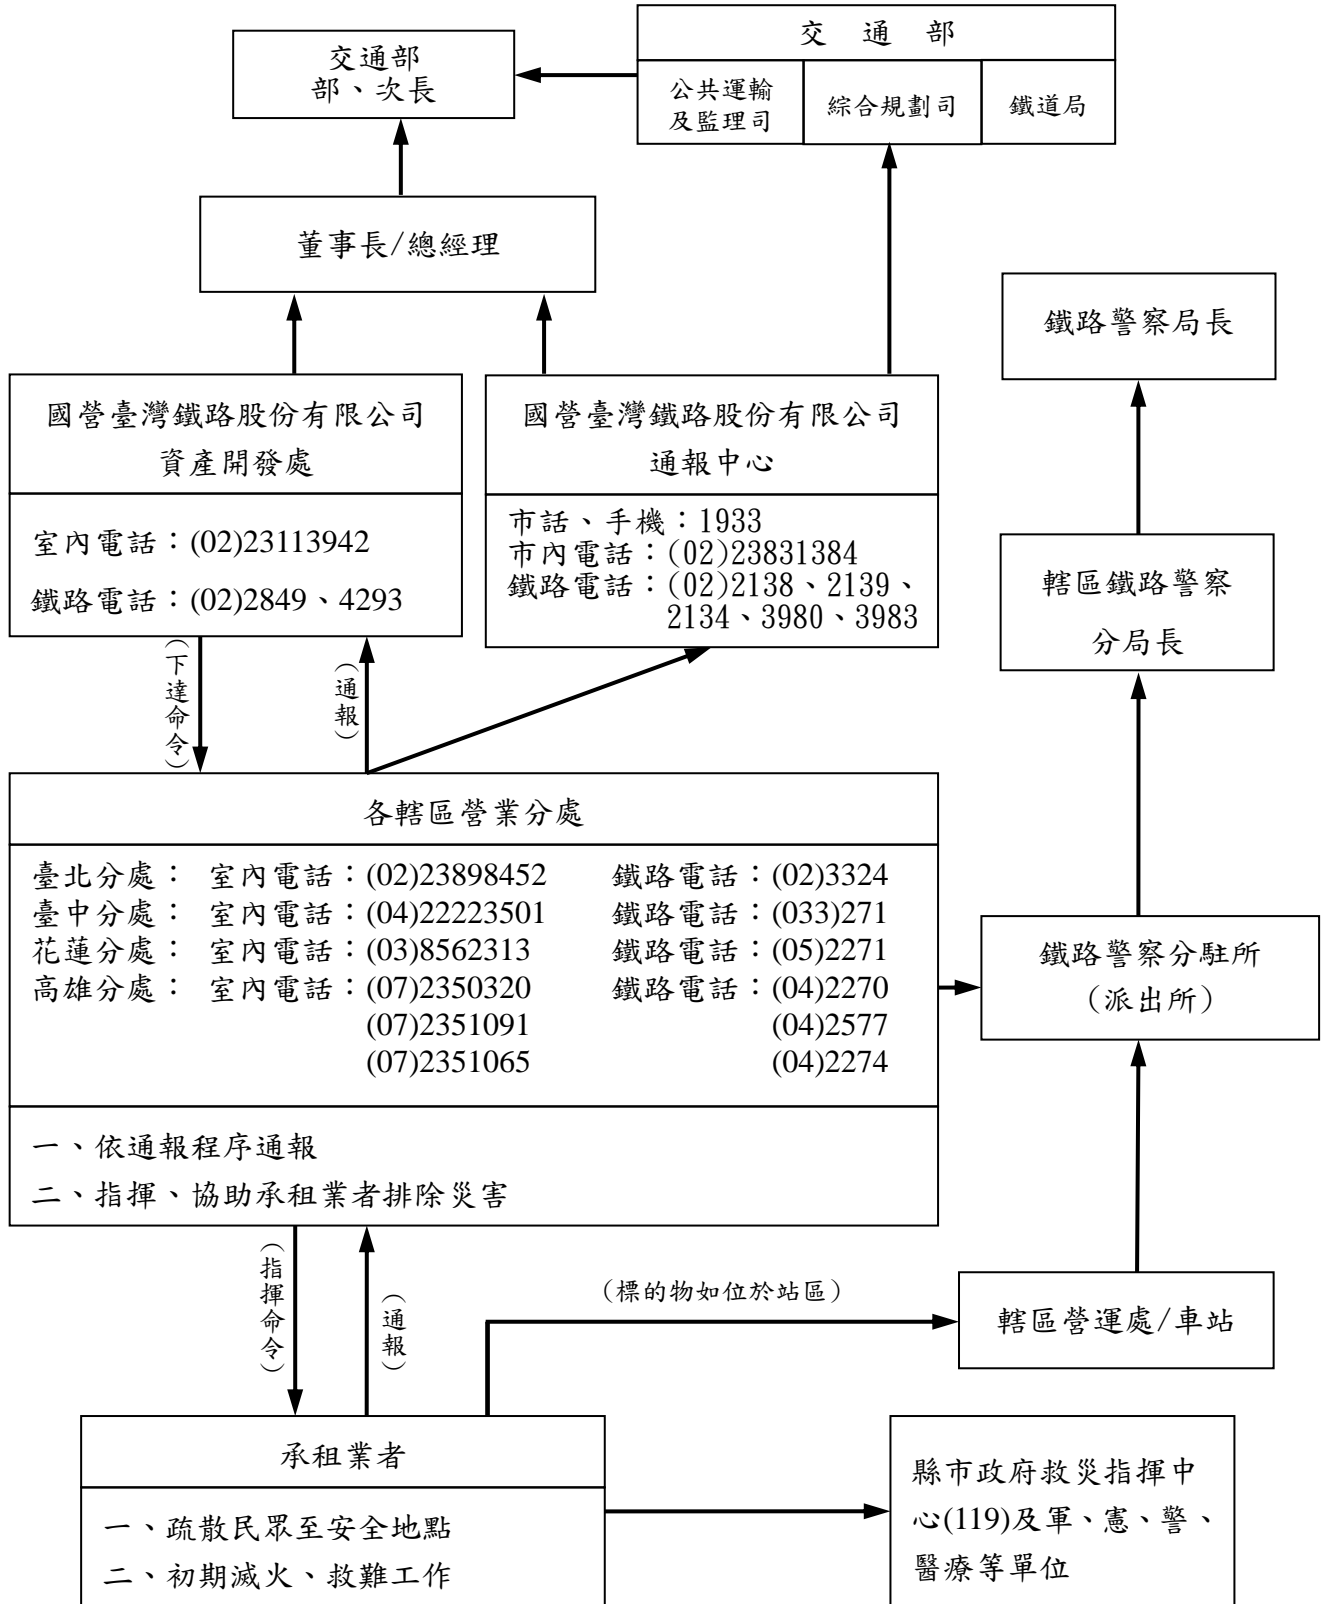 交通部
部、次長
交　通　部
公共運輸
及監理司
綜合規劃司
鐵道局
董事長/總經理
鐵路警察局長
國營臺灣鐵路股份有限公司
資產開發處
室內電話：(02)23113942
鐵路電話：(02)2849、4293
國營臺灣鐵路股份有限公司
通報中心
市話、手機：1933
市內電話：(02)23831384
鐵路電話：(02)2138、2139、
2134、3980、3983
轄區鐵路警察
分局長
（下達命令）
（通報）
各轄區營業分處
臺北分處： 室內電話：(02)23898452 鐵路電話：(02)3324
臺中分處： 室內電話：(04)22223501 鐵路電話：(033)271
花蓮分處： 室內電話：(03)8562313 鐵路電話：(05)2271
高雄分處： 室內電話：(07)2350320 鐵路電話：(04)2270
(07)2351091 (04)2577
(07)2351065 (04)2274
一、依通報程序通報
二、指揮、協助承租業者排除災害
鐵路警察分駐所
（派出所）
（指揮命令）
（通報）
（標的物如位於站區）
轄區營運處/車站
承租業者
一、疏散民眾至安全地點
二、初期滅火、救難工作
縣市政府救災指揮中
心(119)及軍、憲、警、
醫療等單位